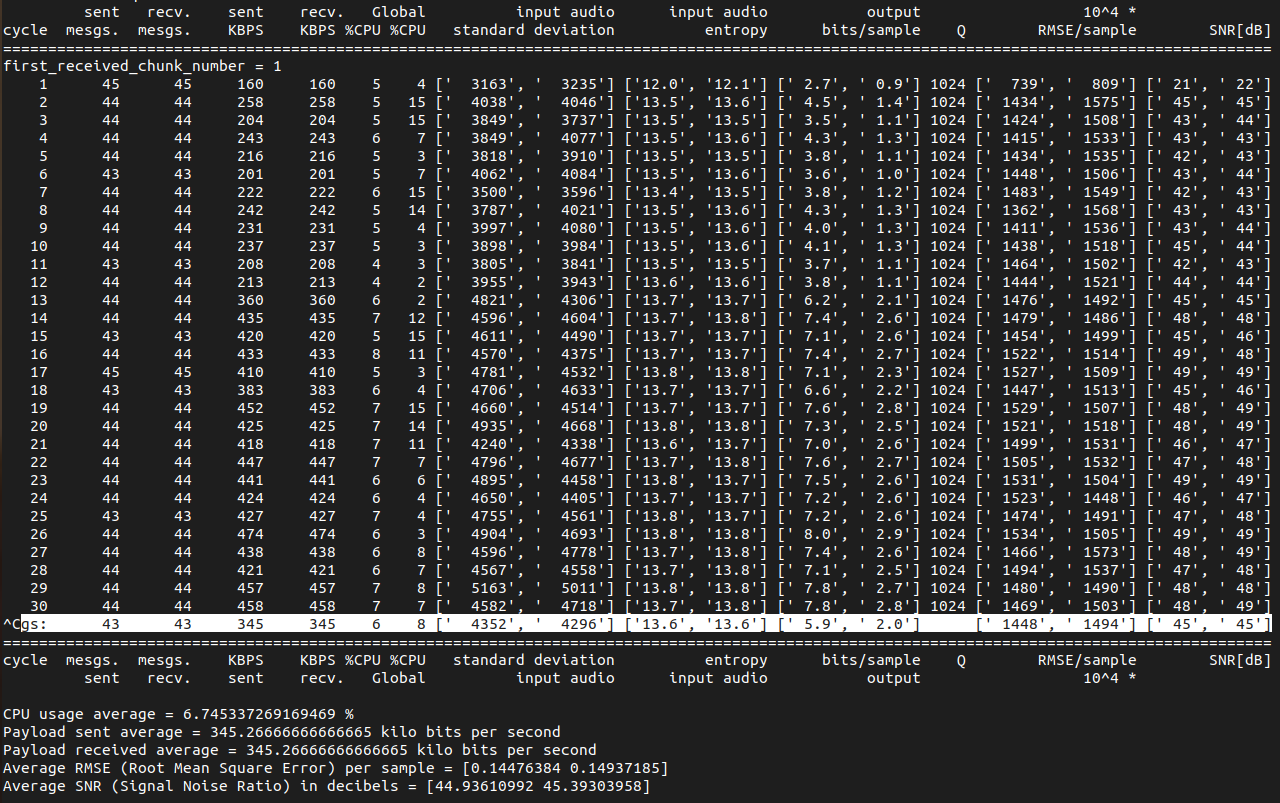 sent   recv.    sent    recv.   Global          input audio      input audio           output                  10^4 *
cycle  mesgs.  mesgs.    KBPS    KBPS %CPU %CPU   standard deviation          entropy      bits/sample    Q        RMSE/sample        SNR[dB]
=============================================================================================================================================
first_received_chunk_number = 1
    1      45      45     160     160    5    4 ['  3163', '  3235'] ['12.0', '12.1'] [' 2.7', ' 0.9'] 1024 ['   739', '   809'] [' 21', ' 22']
    2      44      44     258     258    5   15 ['  4038', '  4046'] ['13.5', '13.6'] [' 4.5', ' 1.4'] 1024 [' 1434', ' 1575'] [' 45', ' 45']
    3      44      44     204     204    5   15 ['  3849', '  3737'] ['13.5', '13.5'] [' 3.5', ' 1.1'] 1024 [' 1424', ' 1508'] [' 43', ' 44']
    4      44      44     243     243    6    7 ['  3849', '  4077'] ['13.5', '13.6'] [' 4.3', ' 1.3'] 1024 [' 1415', ' 1533'] [' 44', ' 43']
    5      44      44     216     216    5    3 ['  3818', '  3910'] ['13.5', '13.5'] [' 3.8', ' 1.1'] 1024 [' 1434', ' 1535'] [' 42', ' 43']
    6      43      43     201     201    5    7 ['  4062', '  4084'] ['13.5', '13.6'] [' 3.6', ' 1.0'] 1024 [' 1448', ' 1506'] [' 43', ' 44']
    7      44      44     222     222    6   15 ['  3500', '  3596'] ['13.4', '13.5'] [' 3.8', ' 1.2'] 1024 [' 1483', ' 1549'] [' 42', ' 43']
    8      44      44     242     242    5   14 ['  3787', '  4021'] ['13.5', '13.6'] [' 4.3', ' 1.3'] 1024 [' 1362', ' 1568'] [' 43', ' 43']
    9      44      44     231     231    5    4 ['  3997', '  4080'] ['13.5', '13.6'] [' 4.0', ' 1.3'] 1024 [' 1411', ' 1536'] [' 43', ' 44']
   10      44      44     237     237    5    3 ['  3898', '  3984'] ['13.5', '13.6'] [' 4.1', ' 1.3'] 1024 [' 1438', ' 1518'] [' 45', ' 44']
   11      43      43     208     208    4    3 ['  3805', '  3841'] ['13.5', '13.5'] [' 3.7', ' 1.1'] 1024 [' 1464', ' 1502'] [' 42', ' 43']
   12      44      44     213     213    4    2 ['  3955', '  3943'] ['13.6', '13.6'] [' 3.8', ' 1.1'] 1024 [' 1444', ' 1521'] [' 44', ' 44']
   13      44      44     360     360    6    2 ['  4821', '  4306'] ['13.7', '13.7'] [' 6.2', ' 2.1'] 1024 [' 1476', ' 1492'] [' 45', ' 45']
   14      44      44     435     435    7   12 ['  4596', '  4604'] ['13.7', '13.8'] [' 7.4', ' 2.6'] 1024 [' 1479', ' 1486'] [' 48', ' 48']
   15      43      43     420     420    5   15 ['  4611', '  4490'] ['13.7', '13.7'] [' 7.1', ' 2.6'] 1024 [' 1454', ' 1499'] [' 45', ' 46']
   16      44      44     433     433    8   11 ['  4570', '  4375'] ['13.7', '13.7'] [' 7.4', ' 2.7'] 1024 [' 1522', ' 1514'] [' 49', ' 48']
   17      45      45     410     410    5    3 ['  4781', '  4532'] ['13.8', '13.8'] [' 7.1', ' 2.3'] 1024 [' 1527', ' 1509'] [' 49', ' 49']
   18      43      43     383     383    6    4 ['  4706', '  4633'] ['13.7', '13.7'] [' 6.6', ' 2.2'] 1024 [' 1447', ' 1513'] [' 45', ' 46']
   19      44      44     452     452    7   15 ['  4660', '  4514'] ['13.7', '13.7'] [' 7.6', ' 2.8'] 1024 [' 1529', ' 1507'] [' 48', ' 49']
   20      44      44     425     425    7   14 ['  4935', '  4668'] ['13.8', '13.8'] [' 7.3', ' 2.5'] 1024 [' 1521', ' 1518'] [' 48', ' 49']
   21      44      44     418     418    7   11 ['  4240', '  4338'] ['13.6', '13.7'] [' 7.0', ' 2.6'] 1024 [' 1499', ' 1531'] [' 46', ' 47']
   22      44      44     447     447    7    7 ['  4796', '  4677'] ['13.7', '13.8'] [' 7.6', ' 2.7'] 1024 [' 1505', ' 1532'] [' 47', ' 48']
   23      44      44     441     441    6    6 ['  4895', '  4458'] ['13.8', '13.7'] [' 7.5', ' 2.6'] 1024 [' 1531', ' 1504'] [' 49', ' 49']
   24      44      44     424     424    6    4 ['  4650', '  4405'] ['13.7', '13.7'] [' 7.2', ' 2.6'] 1024 [' 1523', ' 1448'] [' 46', ' 47']
   25      43      43     427     427    7    4 ['  4755', '  4561'] ['13.8', '13.7'] [' 7.2', ' 2.6'] 1024 [' 1474', ' 1491'] [' 47', ' 48']
   26      44      44     474     474    6    3 ['  4904', '  4693'] ['13.8', '13.8'] [' 8.0', ' 2.9'] 1024 [' 1534', ' 1505'] [' 49', ' 49']
   27      44      44     438     438    6    8 ['  4596', '  4778'] ['13.7', '13.8'] [' 7.4', ' 2.6'] 1024 [' 1466', ' 1573'] [' 48', ' 49']
   28      44      44     421     421    6    7 ['  4567', '  4558'] ['13.7', '13.8'] [' 7.1', ' 2.5'] 1024 [' 1494', ' 1537'] [' 47', ' 48']
   29      44      44     457     457    7    8 ['  5163', '  5011'] ['13.8', '13.8'] [' 7.8', ' 2.7'] 1024 [' 1480', ' 1490'] [' 48', ' 48']
   30      44      44     458     458    7    7 ['  4582', '  4718'] ['13.7', '13.8'] [' 7.8', ' 2.8'] 1024 [' 1469', ' 1503'] [' 48', ' 49']
^Cgs:      43      43     345     345    6    8 ['  4352', '  4296'] ['13.6', '13.6'] [' 5.9', ' 2.0']      [' 1448', ' 1494'] [' 45', ' 45']
=============================================================================================================================================
cycle  mesgs.  mesgs.    KBPS    KBPS %CPU %CPU   standard deviation          entropy      bits/sample    Q        RMSE/sample        SNR[dB]
         sent   recv.    sent    recv.   Global          input audio      input audio           output                  10^4 *
CPU usage average = 6.745337269169469 %
Payload sent average = 345.26666666666665 kilo bits per second
Payload received average = 345.26666666666665 kilo bits per second
Average RMSE (Root Mean Square Error) per sample = [0.14476384 0.14937185]
Average SNR (Signal Noise Ratio) in decibels = [44.93610992 45.39303958]